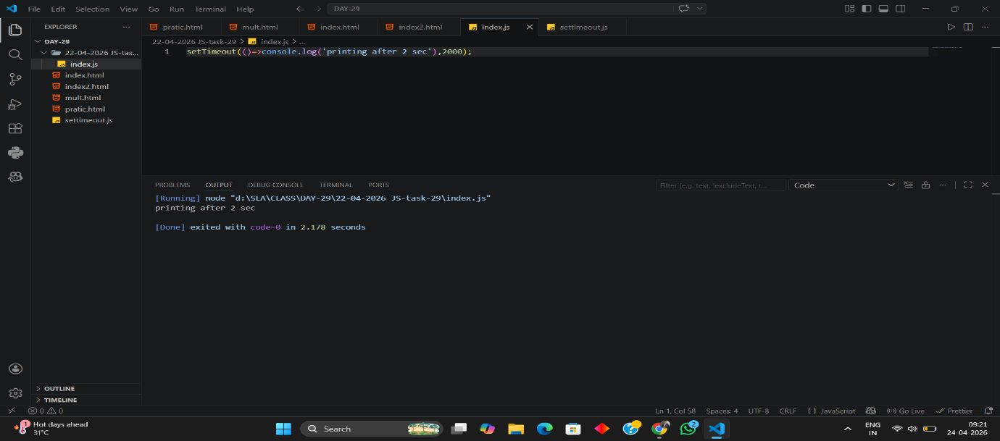 File Edit Selection View Go Run Terminal Help
DAY-29
EXPLORER
pratic.html mult.html index.html index2.html index.js settimeout.js
DAY-29
22-04-2026 JS-tas...
index.js
index.html
index2.html
mult.html
pratic.html
settimeout.js
22-04-2026 JS-task-29 > index.js > ...
1 setTimeout(()=>console.log('printing after 2 sec'),2000);
PROBLEMS OUTPUT DEBUG CONSOLE TERMINAL PORTS
Filter (e.g. text, !excludeText, t...
Code
[Running] node "d:\SLA\CLASS\DAY-29\22-04-2026 JS-task-29\index.js"
printing after 2 sec
[Done] exited with code=0 in 2.178 seconds
OUTLINE
TIMELINE
0 0
Ln 1, Col 58 Spaces: 4 UTF-8 CRLF { } JavaScript Go Live Prettier
1
Hot days ahead
31°C
Search
2
ENG
IN
09:21
24-04-2026